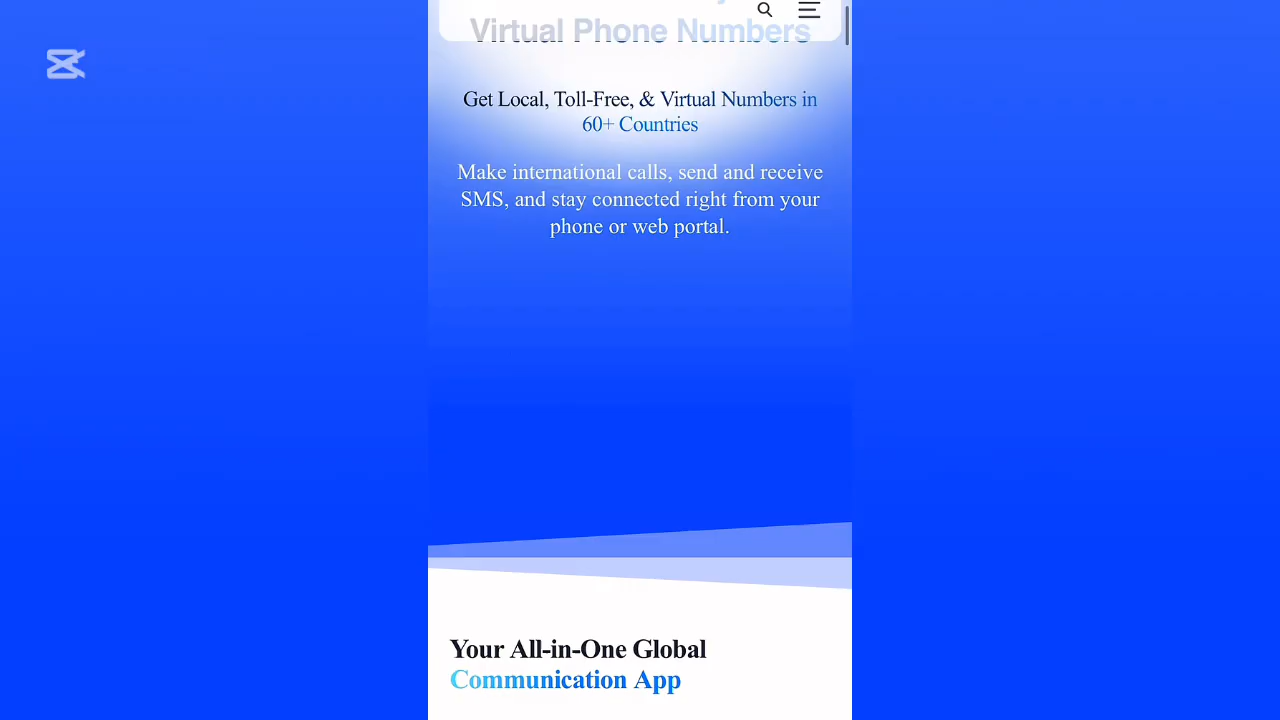 Virtual Phone Numbers
Get Local, Toll-Free, & Virtual Numbers in
60+ Countries
Make international calls, send and receive
SMS, and stay connected right from your
phone or web portal.
Your All-in-One Global
Communication App